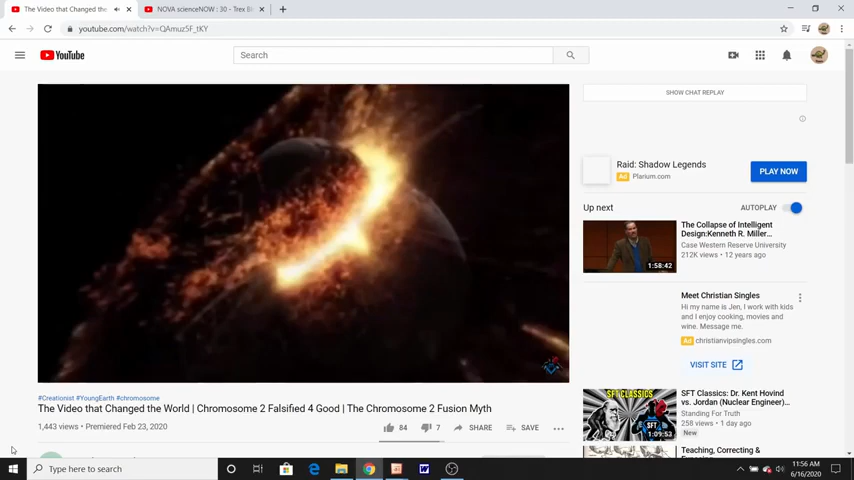 The Video that Changed the
NOVA scienceNOW : 30 - Trex Bl
youtube.com/watch?v=QAmuz5F_tKY
YouTube
Search
SHOW CHAT REPLAY
Raid: Shadow Legends
Ad Plarium.com
PLAY NOW
Up next
AUTOPLAY
The Collapse of Intelligent
Design:Kenneth R. Miller...
Case Western Reserve University
212K views • 12 years ago
1:58:42
Meet Christian Singles
Hi my name is Jen, I work with kids
and I enjoy cooking, movies and
wine. Message me.
Ad christianvipsingles.com
VISIT SITE
SFT CLASSICS
SFT
1:09:53
SFT Classics: Dr. Kent Hovind
vs. Jordan (Nuclear Engineer)...
Standing For Truth
258 views • 1 day ago
New
Teaching, Correcting &
#Creationist #YoungEarth #chromosome
The Video that Changed the World | Chromosome 2 Falsified 4 Good | The Chromosome 2 Fusion Myth
1,443 views • Premiered Feb 23, 2020
84
7
SHARE
SAVE
Type here to search
11:56 AM
6/16/2020